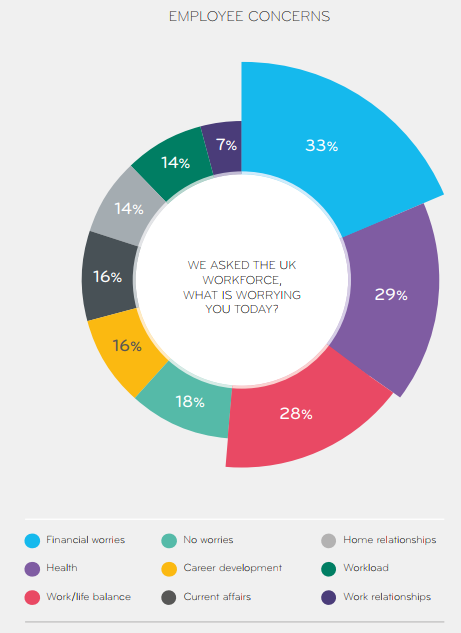 EMPLOYEE CONCERNS
33%
29%
28%
18%
16%
16%
14%
14%
7%
WE ASKED THE UK
WORKFORCE,
WHAT IS WORRYING
YOU TODAY?
Financial worries
No worries
Home relationships
Health
Career development
Workload
Work/life balance
Current affairs
Work relationships